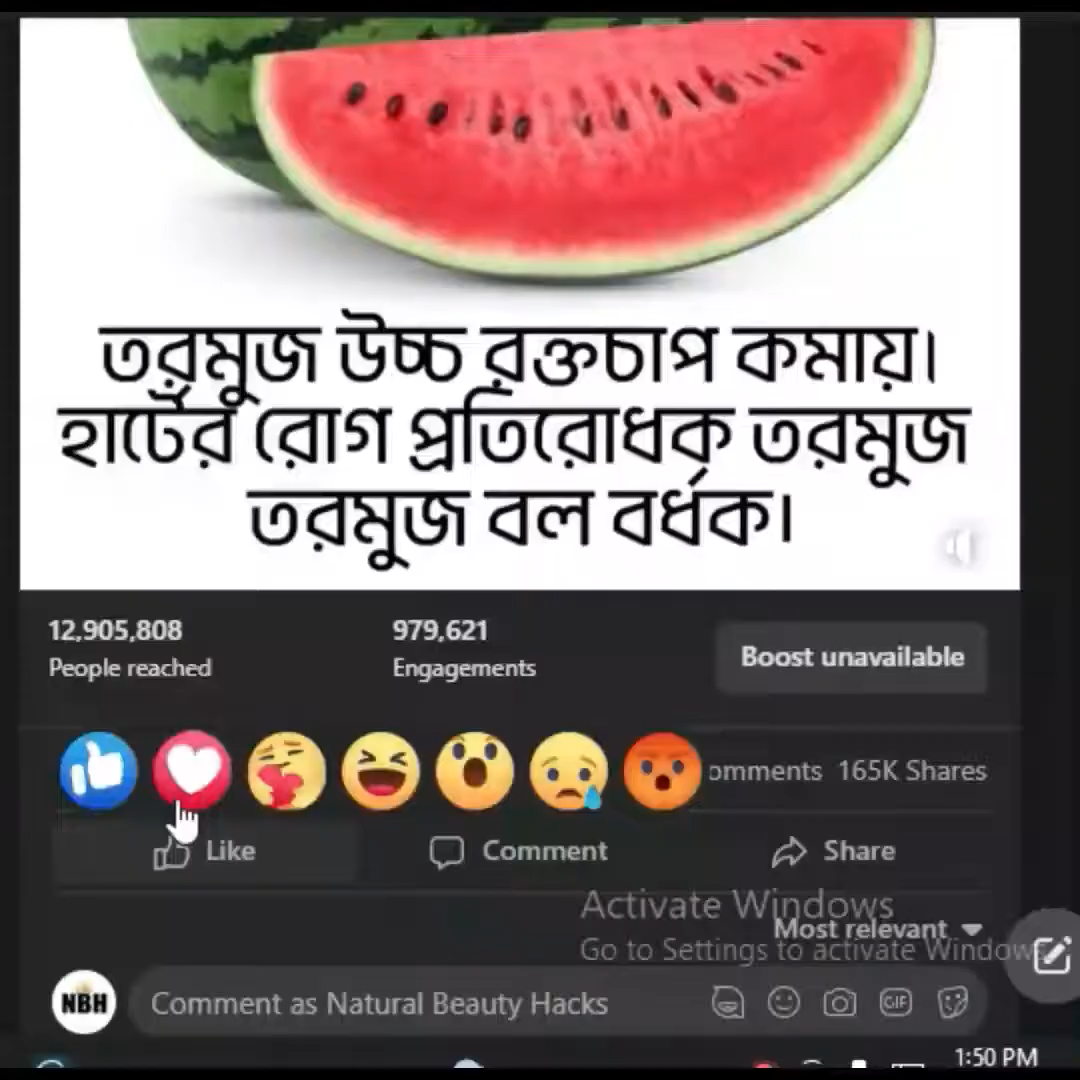 তরমুজ উচ্চ রক্তচাপ কমায়।
হার্টের রোগ প্রতিরোধক তরমুজ
তরমুজ বল বর্ধক।
12,905,808 979,621
People reached Engagements
Boost unavailable
165K Shares
Like Comment Share
Activate Windows
Most relevant
Go to Settings to activate Windows
NBH Comment as Natural Beauty Hacks GIF
1:50 PM